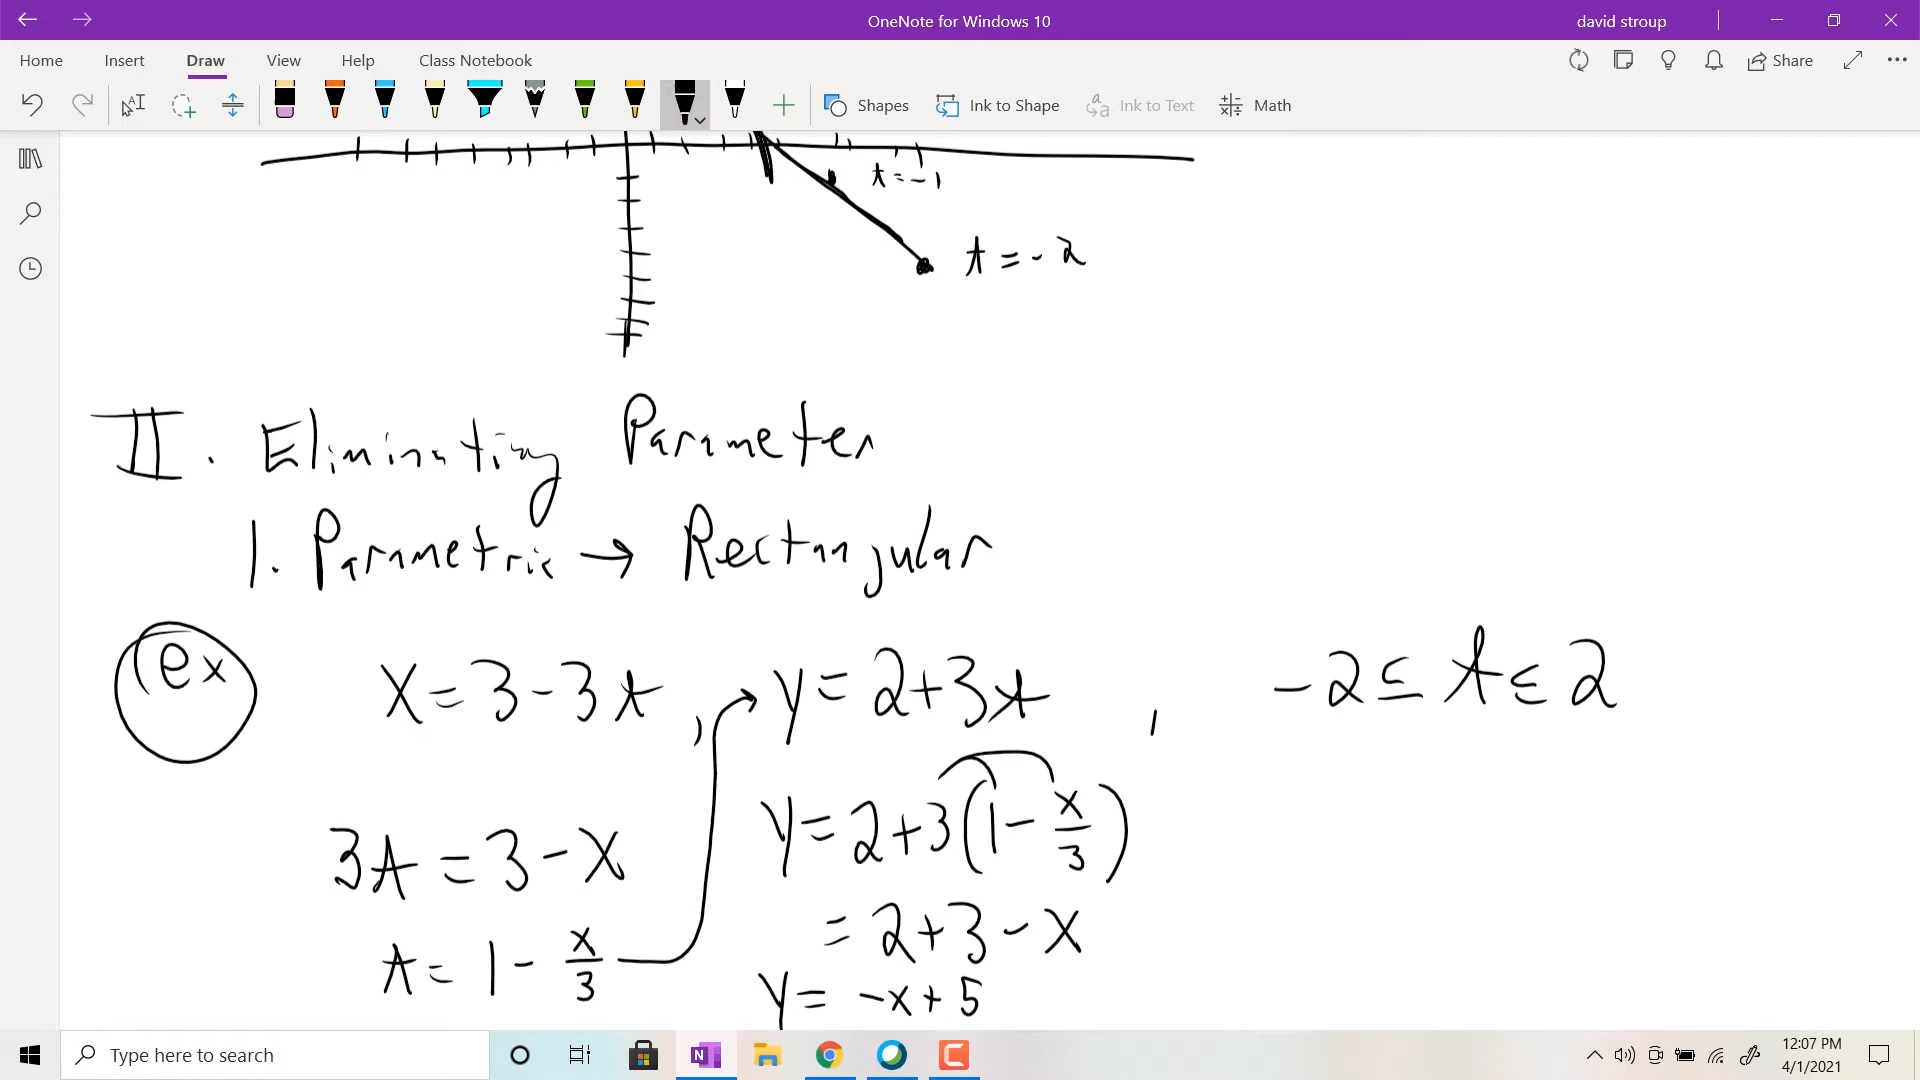 OneNote for Windows 10
david stroup
Home Insert Draw View Help Class Notebook
Share
Shapes Ink to Shape Ink to Text Math
t = -1
t = -2
II. Eliminating Parameter
1. Parametric → Rectangular
ex x = 3 - 3t , y = 2 + 3t , -2 ≤ t ≤ 2
y = 2 + 3(1 - x/3)
3t = 3 - x
= 2 + 3 - x
t = 1 - x/3
y = -x + 5
Type here to search
12:07 PM
4/1/2021